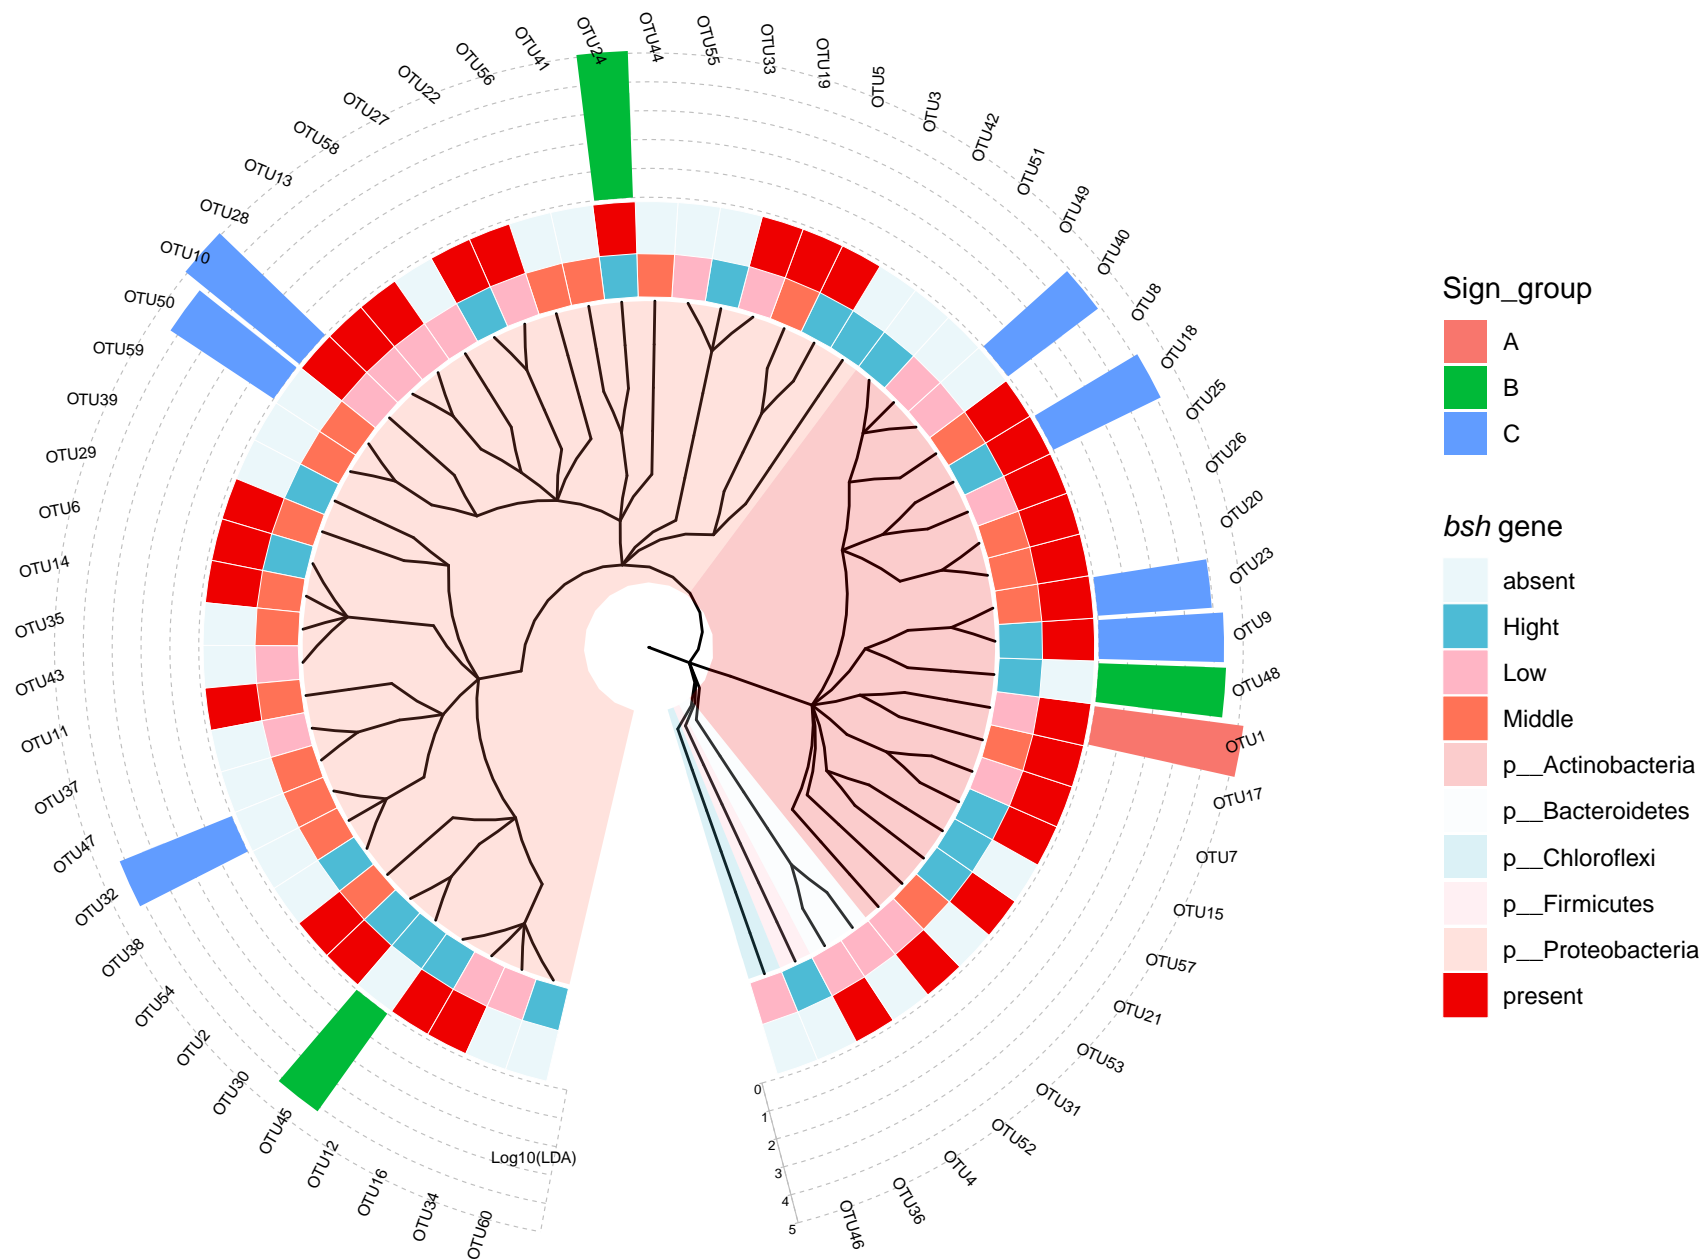 OTU24
OTU44
OTU55
OTU33
OTU19
OTU5
OTU3
OTU42
OTU51
OTU49
OTU40
OTU8
OTU18
OTU25
OTU26
OTU20
OTU23
OTU9
OTU48
OTU1
OTU17
OTU7
OTU15
OTU57
OTU21
OTU53
OTU31
OTU52
OTU4
OTU36
OTU46
OTU60
OTU34
OTU16
OTU12
OTU45
OTU30
OTU2
OTU54
OTU38
OTU32
OTU47
OTU37
OTU11
OTU43
OTU35
OTU14
OTU6
OTU29
OTU39
OTU59
OTU50
OTU10
OTU28
OTU13
OTU58
OTU27
OTU22
OTU56
OTU41
0
1
2
3
4
5
Log10(LDA)
Sign_group
A
B
C
bsh gene
absent
Hight
Low
Middle
p__Actinobacteria
p__Bacteroidetes
p__Chloroflexi
p__Firmicutes
p__Proteobacteria
present